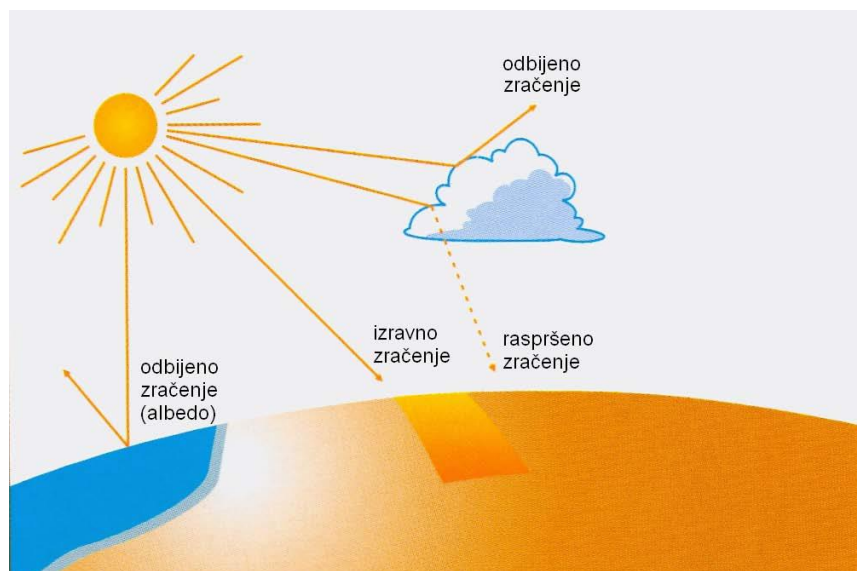 odbijeno
zračenje
izravno
zračenje
raspršeno
zračenje
odbijeno
zračenje
(albedo)